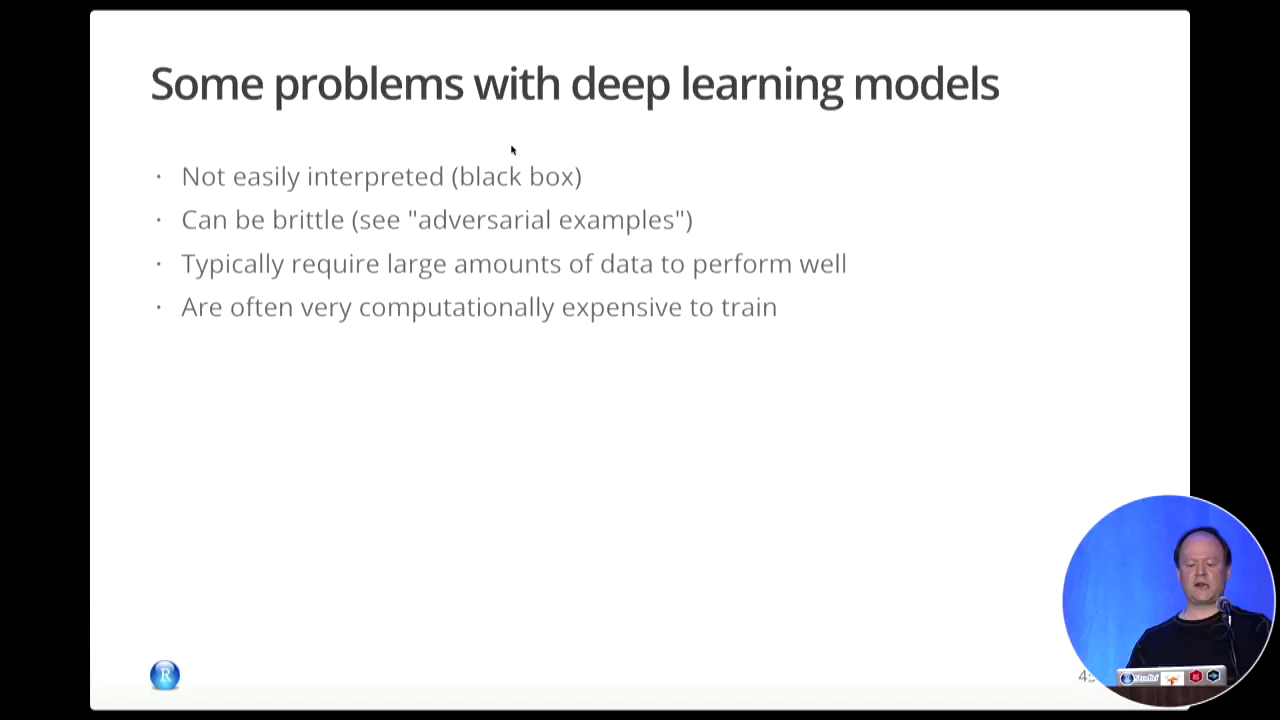 Some problems with deep learning models
· Not easily interpreted (black box)
· Can be brittle (see "adversarial examples")
· Typically require large amounts of data to perform well
· Are often very computationally expensive to train
R
Studio